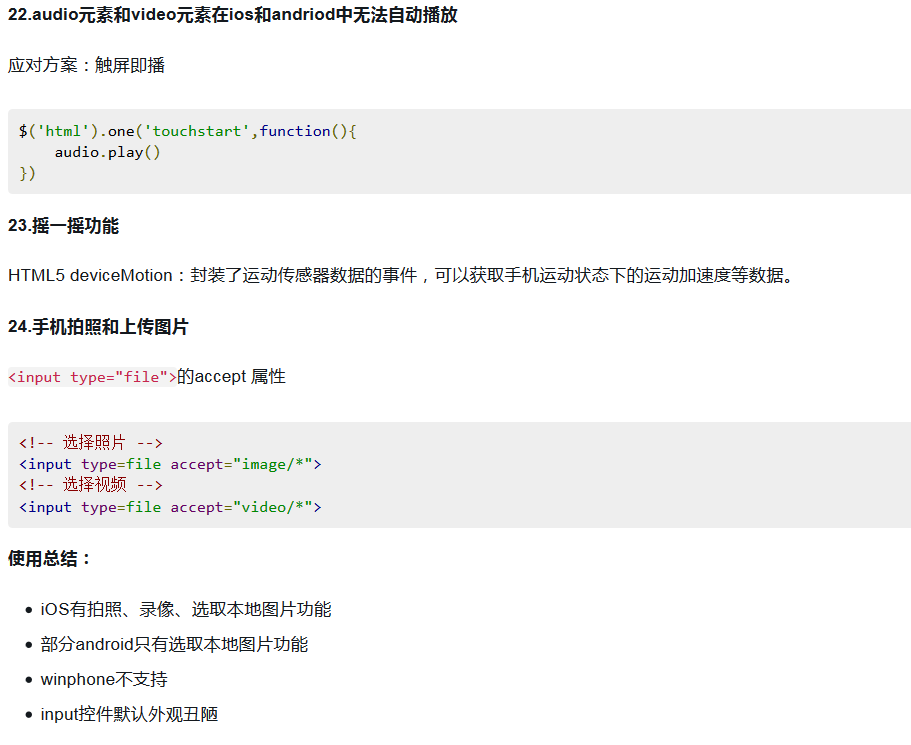 22.audio元素和video元素在ios和andriod中无法自动播放
应对方案：触屏即播
$('html').one('touchstart',function(){
    audio.play()
})
23.摇一摇功能
HTML5 deviceMotion：封装了运动传感器数据的事件，可以获取手机运动状态下的运动加速度等数据。
24.手机拍照和上传图片
<input type="file">的accept 属性
<!-- 选择照片 -->
<input type=file accept="image/*">
<!-- 选择视频 -->
<input type=file accept="video/*">
使用总结：
• iOS有拍照、录像、选取本地图片功能
• 部分android只有选取本地图片功能
• winphone不支持
• input控件默认外观丑陋